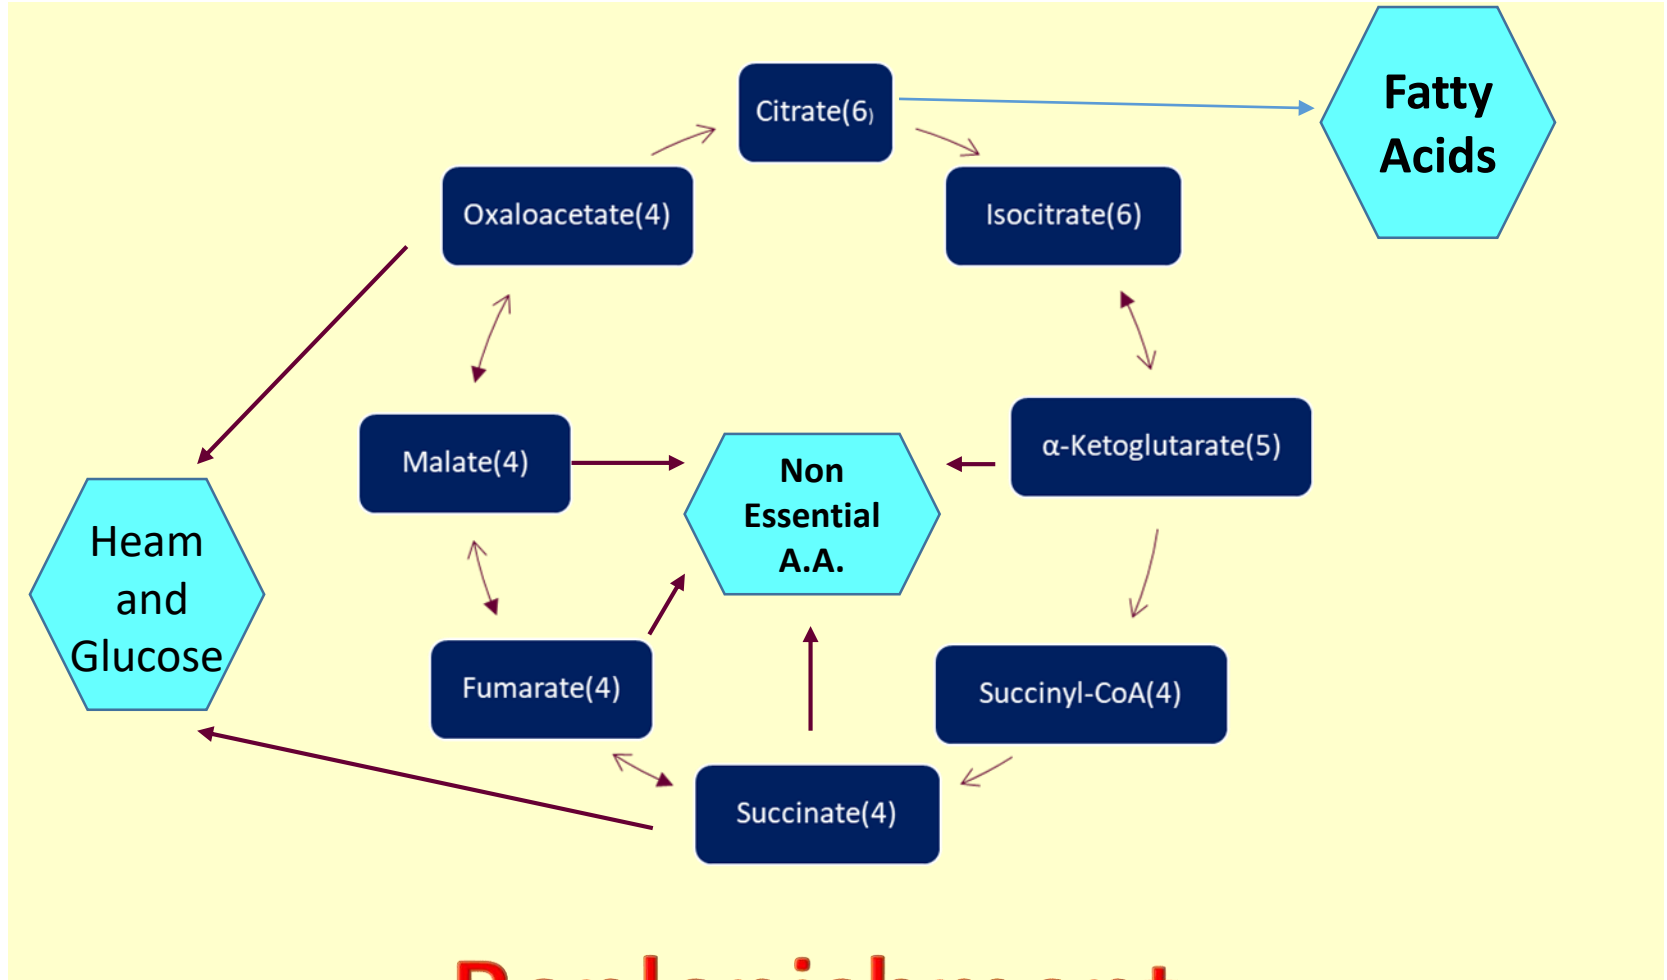 Fatty
Acids
Citrate(6)
Oxaloacetate(4)
Isocitrate(6)
Malate(4)
Non
Essential
A.A.
α-Ketoglutarate(5)
Heam
and
Glucose
Fumarate(4)
Succinyl-CoA(4)
Succinate(4)
Replenishment